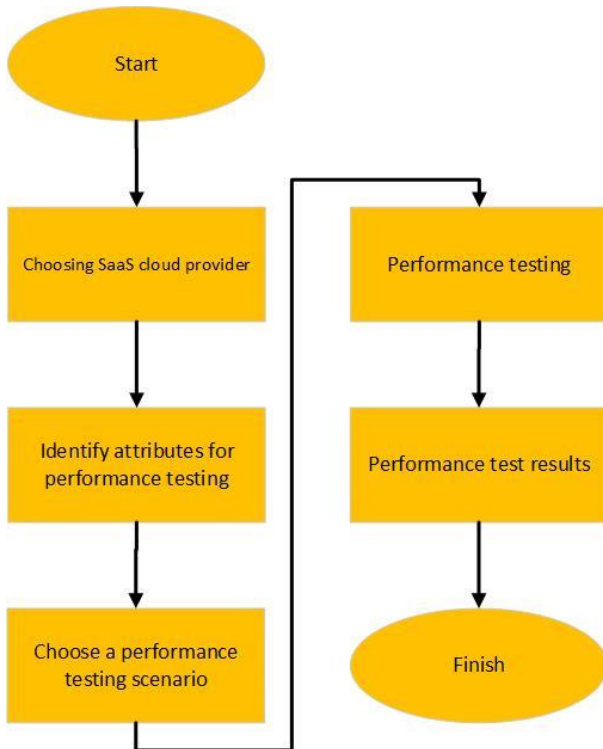 Start
Choosing SaaS cloud provider
Identify attributes for
performance testing
Choose a performance
testing scenario
Performance testing
Performance test results
Finish